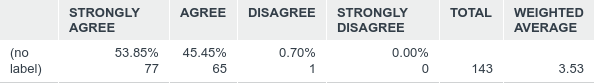 STRONGLY AGREE DISAGREE STRONGLY TOTAL WEIGHTED
AGREE DISAGREE AVERAGE
(no 53.85% 45.45% 0.70% 0.00%
label) 77 65 1 0 143 3.53